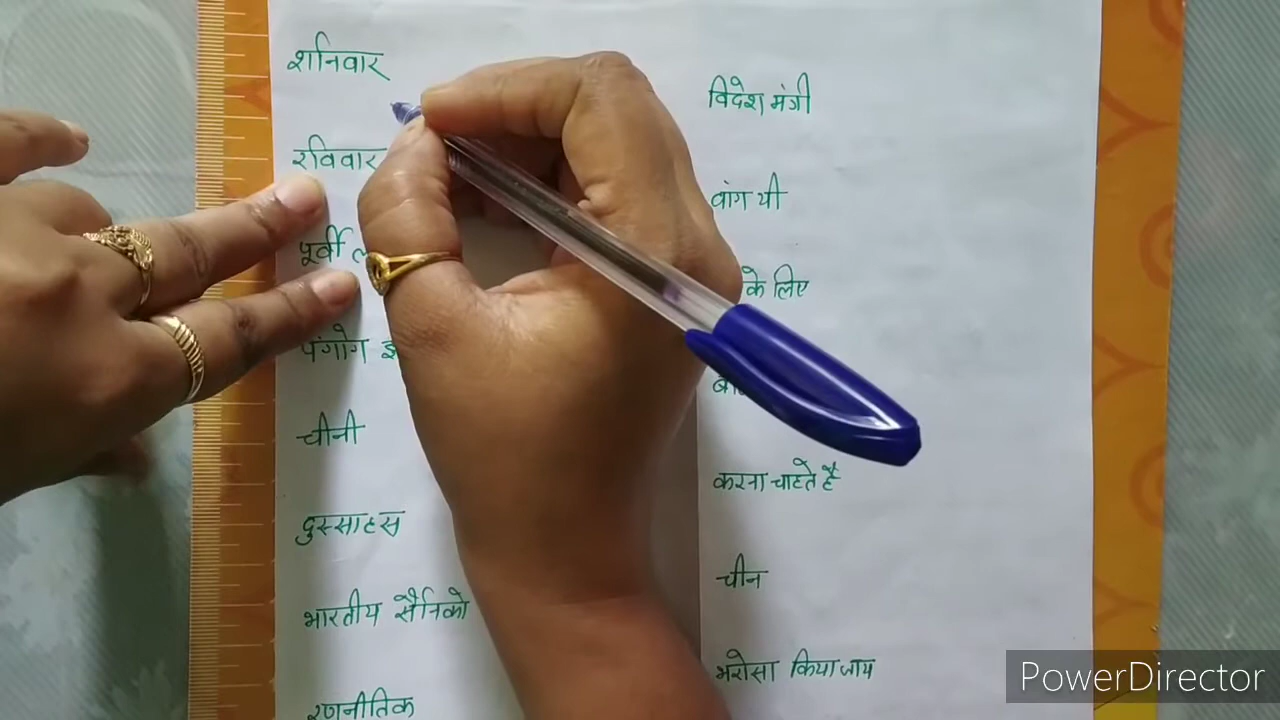 शनिवार
रविवार
पूर्वी
पंगोग
चीनी
दुस्साहस
भारतीय सैनिको
रणनीतिक
विदेश मंत्री
वांग यी
के लिए
करना चाहते है
चीन
भरोसा किया जाय
PowerDirector